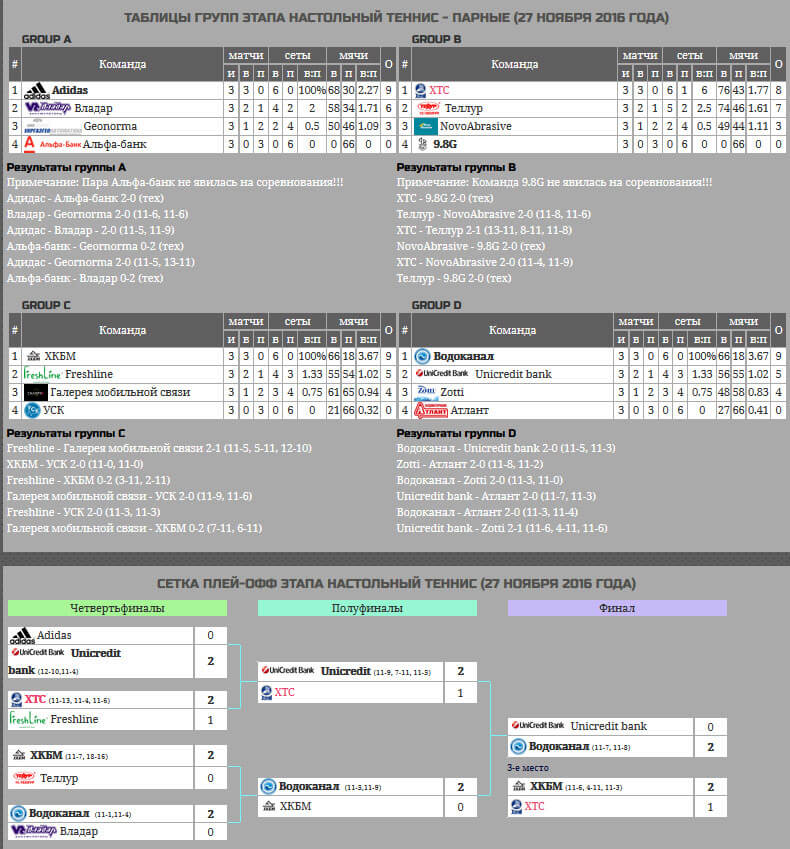 ТАБЛИЦЫ ГРУПП ЭТАПА НАСТОЛЬНЫЙ ТЕННИС - ПАРНЫЕ (27 НОЯБРЯ 2016 ГОДА)
GROUP A
# Команда матчи сеты мячи О
и в п в п в:п в п в:п
1 adidas Adidas 3 3 0 6 0 100% 68 30 2.27 9
2 Владар Владар 3 2 1 4 2 2 58 34 1.71 6
3 Geonorma 3 1 2 2 4 0.5 50 46 1.09 3
4 Альфа-Банк Альфа-банк 3 0 3 0 6 0 0 66 0 0
Результаты группы A
Примечание: Пара Альфа-банк не явилась на соревнования!!!
Адидас - Альфа-банк 2-0 (тех)
Владар - Geornorma 2-0 (11-6, 11-6)
Адидас - Владар - 2-0 (11-5, 11-9)
Альфа-банк - Geornorma 0-2 (тех)
Адидас - Geornorma 2-0 (11-5, 13-11)
Альфа-банк - Владар 0-2 (тех)
GROUP B
# Команда матчи сеты мячи О
и в п в п в:п в п в:п
1 ХТС 3 3 0 6 1 6 76 43 1.77 8
2 Теллур 3 2 1 5 2 2.5 74 46 1.61 7
3 NovoAbrasive 3 1 2 2 4 0.5 49 44 1.11 3
4 9.8G 3 0 3 0 6 0 0 66 0 0
Результаты группы B
Примечание: Команда 9.8G не явилась на соревнования!!!
ХТС - 9.8G 2-0 (тех)
Теллур - NovoAbrasive 2-0 (11-8, 11-6)
ХТС - Теллур 2-1 (13-11, 8-11, 11-8)
NovoAbrasive - 9.8G 2-0 (тех)
ХТС - NovoAbrasive 2-0 (11-4, 11-9)
Теллур - 9.8G 2-0 (тех)
GROUP C
# Команда матчи сеты мячи О
и в п в п в:п в п в:п
1 ХКБМ 3 3 0 6 0 100% 66 18 3.67 9
2 FreshLine Freshline 3 2 1 4 3 1.33 55 54 1.02 5
3 Галерея мобильной связи 3 1 2 3 4 0.75 61 65 0.94 4
4 УСК 3 0 3 0 6 0 21 66 0.32 0
Результаты группы C
Freshline - Галерея мобильной связи 2-1 (11-5, 5-11, 12-10)
ХКБМ - УСК 2-0 (11-0, 11-0)
Freshline - ХКБМ 0-2 (3-11, 2-11)
Галерея мобильной связи - УСК 2-0 (11-9, 11-6)
Freshline - УСК 2-0 (11-3, 11-3)
Галерея мобильной связи - ХКБМ 0-2 (7-11, 6-11)
GROUP D
# Команда матчи сеты мячи О
и в п в п в:п в п в:п
1 Водоканал 3 3 0 6 0 100% 66 18 3.67 9
2 UniCredit Bank Unicredit bank 3 2 1 4 3 1.33 56 55 1.02 5
3 Zotti Zotti 3 1 2 3 4 0.75 48 58 0.83 4
4 АТЛАНТ Атлант 3 0 3 0 6 0 27 66 0.41 0
Результаты группы D
Водоканал - Unicredit bank 2-0 (11-5, 11-3)
Zotti - Атлант 2-0 (11-8, 11-2)
Водоканал - Zotti 2-0 (11-3, 11-0)
Unicredit bank - Атлант 2-0 (11-7, 11-3)
Водоканал - Атлант 2-0 (11-3, 11-4)
Unicredit bank - Zotti 2-1 (11-6, 4-11, 11-6)
СЕТКА ПЛЕЙ-ОФФ ЭТАПА НАСТОЛЬНЫЙ ТЕННИС (27 НОЯБРЯ 2016 ГОДА)
Четвертьфиналы
adidas Adidas 0
UniCredit Bank Unicredit
bank (12-10,11-4) 2
ХТС (11-13, 11-4, 11-6) 2
FreshLine Freshline 1
ХКБМ (11-7, 18-16) 2
Теллур 0
Водоканал (11-1,11-4) 2
Владар Владар 0
Полуфиналы
UniCredit Bank Unicredit (11-9, 7-11, 11-5) 2
ХТС 1
Водоканал (11-3,11-9) 2
ХКБМ 0
Финал
UniCredit Bank Unicredit bank 0
Водоканал (11-7, 11-8) 2
3-е место
ХКБМ (11-6, 4-11, 11-3) 2
ХТС 1